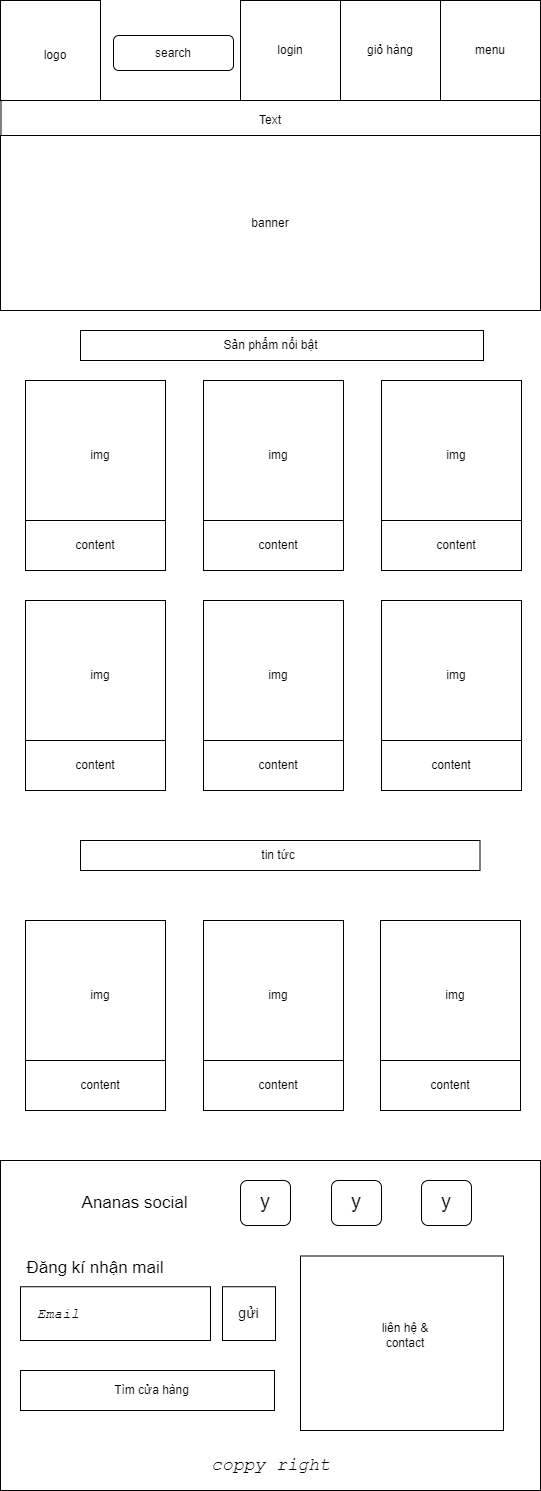 logo
search
login
giỏ hàng
menu
Text
banner
Sản phẩm nổi bật
img
img
img
content
content
content
img
img
img
content
content
content
tin tức
img
img
img
content
content
content
Ananas social
y
y
y
Đăng kí nhận mail
Email
gửi
liên hệ &
contact
Tìm cửa hàng
coppy right